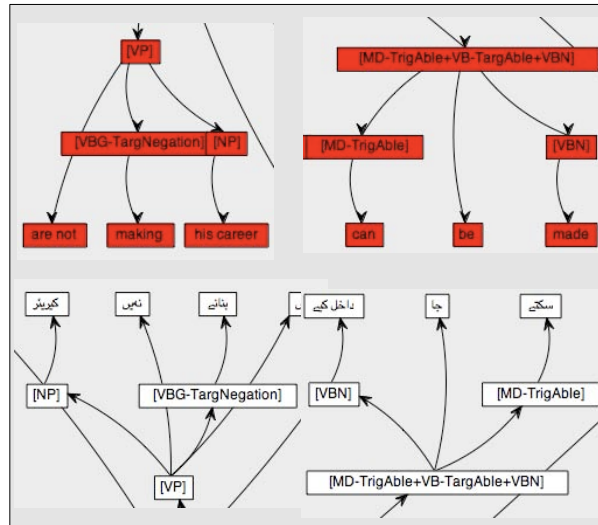 [VP]
[VBG-TargNegation] [NP]
are not making his career
[MD-TrigAble+VB-TargAble+VBN]
[MD-TrigAble] [VBN]
can be made
کیریئر نہیں بنانے
[NP] [VBG-TargNegation]
[VP]
داخل کیے جا سکتے
[VBN] [MD-TrigAble]
[MD-TrigAble+VB-TargAble+VBN]